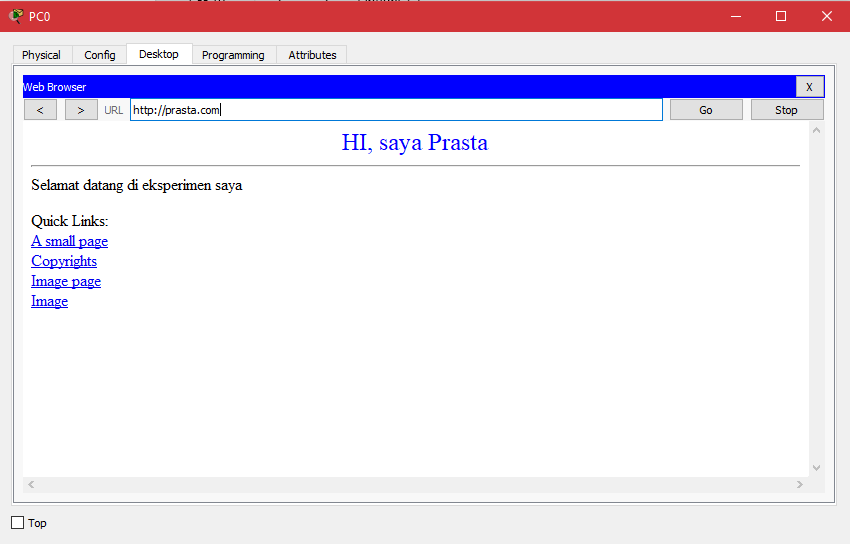 PC0
Physical Config Desktop Programming Attributes
Web Browser X
< > URL http://prasta.com Go Stop
HI, saya Prasta
Selamat datang di eksperimen saya
Quick Links:
A small page
Copyrights
Image page
Image
Top